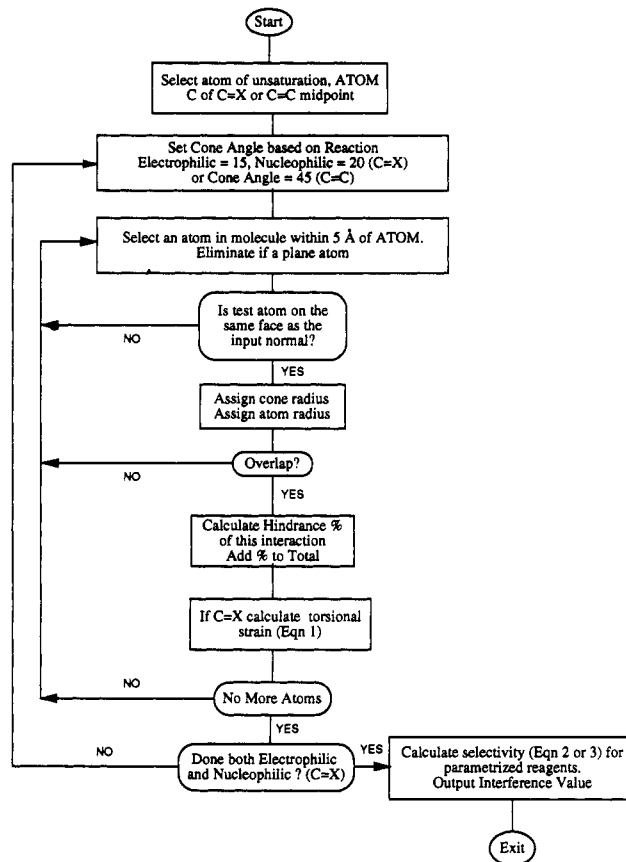 Start
Select atom of unsaturation, ATOM
C of C=X or C=C midpoint
Set Cone Angle based on Reaction
Electrophilic = 15, Nucleophilic = 20 (C=X)
or Cone Angle = 45 (C=C)
Select an atom in molecule within 5 Å of ATOM.
Eliminate if a plane atom
Is test atom on the
same face as the
input normal?
NO
YES
Assign cone radius
Assign atom radius
Overlap?
NO
YES
Calculate Hindrance %
of this interaction
Add % to Total
If C=X calculate torsional
strain (Eqn 1)
NO
No More Atoms
YES
NO
Done both Electrophilic
and Nucleophilic ? (C=X)
YES
Calculate selectivity (Eqn 2 or 3) for
parametrized reagents.
Output Interference Value
Exit